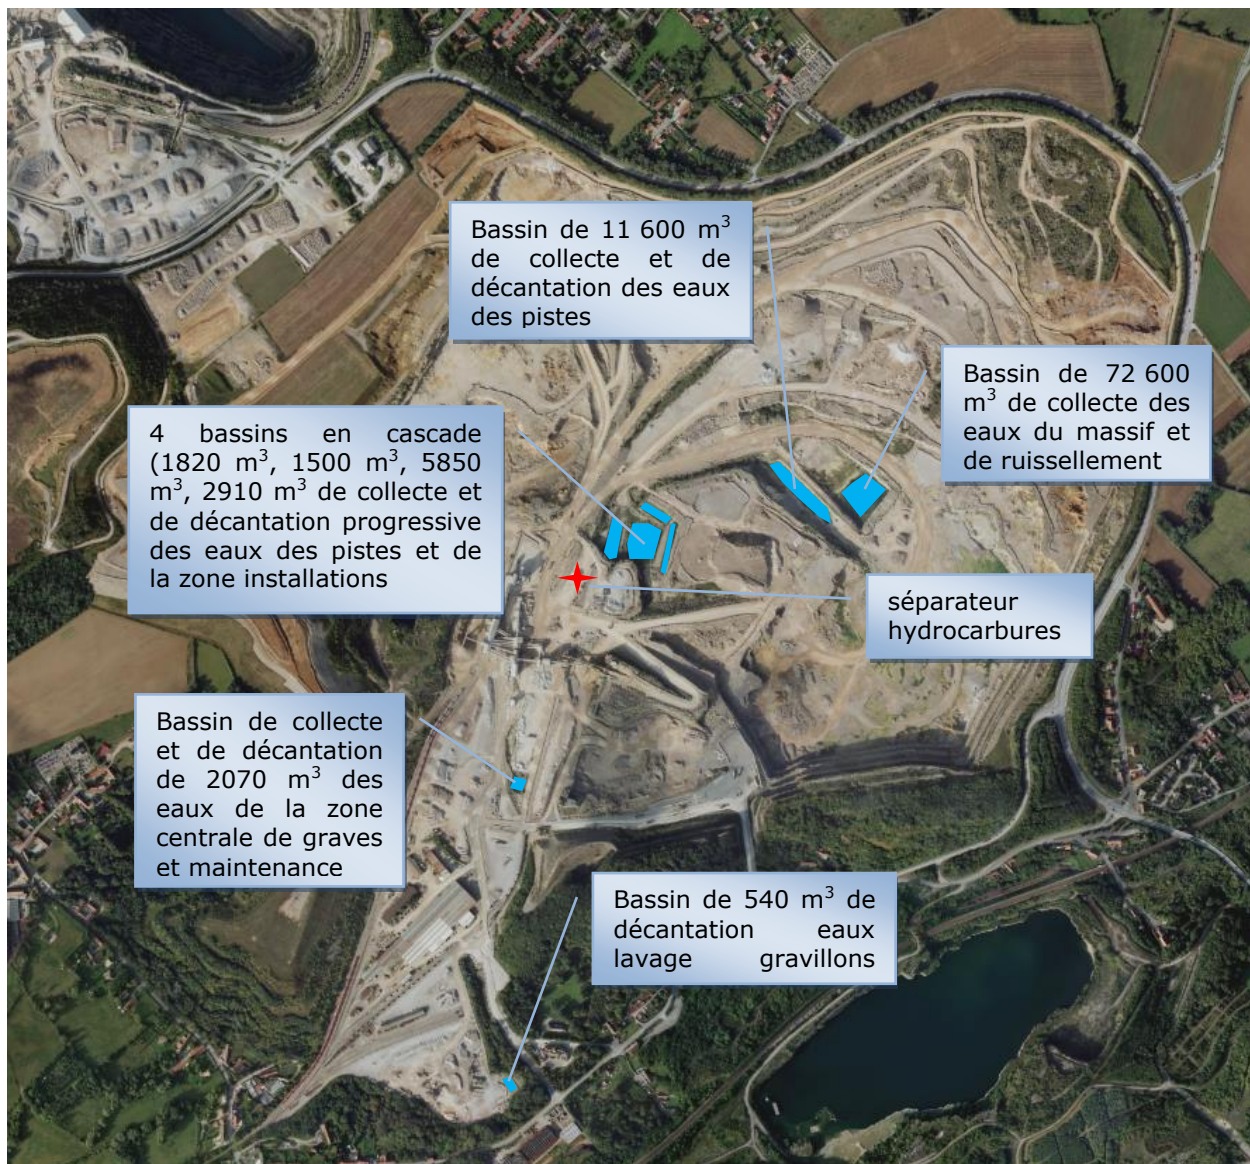 Bassin de 11 600 m³
de collecte et de
décantation des eaux
des pistes
Bassin de 72 600
m³ de collecte des
eaux du massif et
de ruissellement
4 bassins en cascade
(1820 m³, 1500 m³, 5850
m³, 2910 m³ de collecte et
de décantation progressive
des eaux des pistes et de
la zone installations
séparateur
hydrocarbures
Bassin de collecte
et de décantation
de 2070 m³ des
eaux de la zone
centrale de graves
et maintenance
Bassin de 540 m³ de
décantation eaux
lavage gravillons